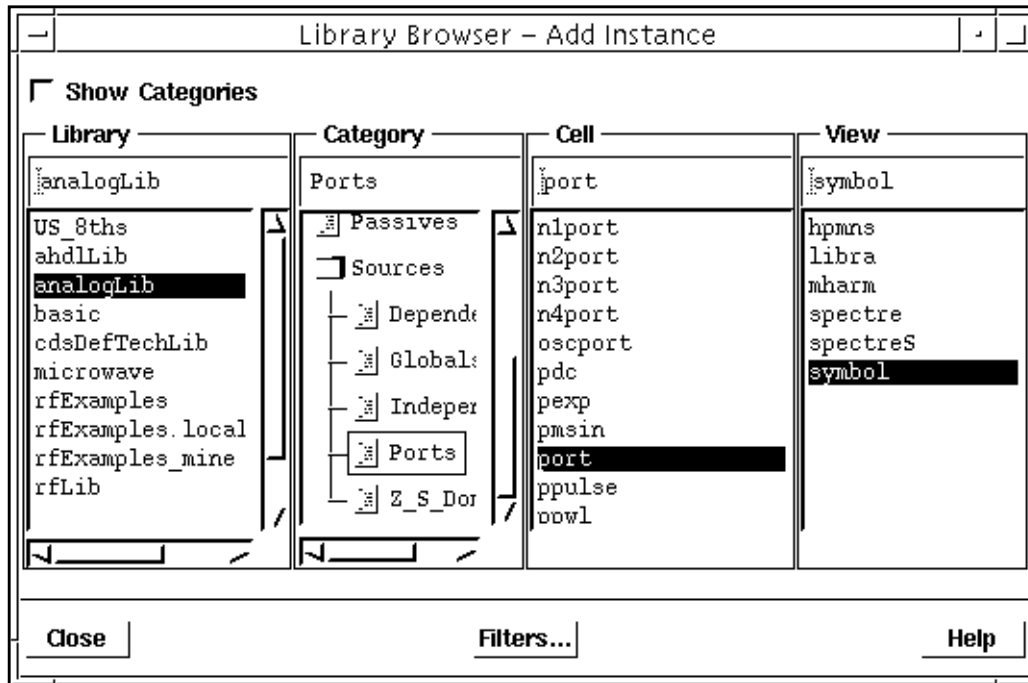 Library Browser – Add Instance
Show Categories
Library
analogLib
US_8ths
ahdlLib
analogLib
basic
cdsDefTechLib
microwave
rfExamples
rfExamples.local
rfExamples_mine
rfLib
Category
Ports
Passives
Sources
Depende
Globals
Indeper
Ports
Z_S_Dor
Cell
port
n1port
n2port
n3port
n4port
oscport
pdc
pexp
pmsin
port
ppulse
ppwl
View
symbol
hpmns
libra
mharm
spectre
spectreS
symbol
Close
Filters...
Help